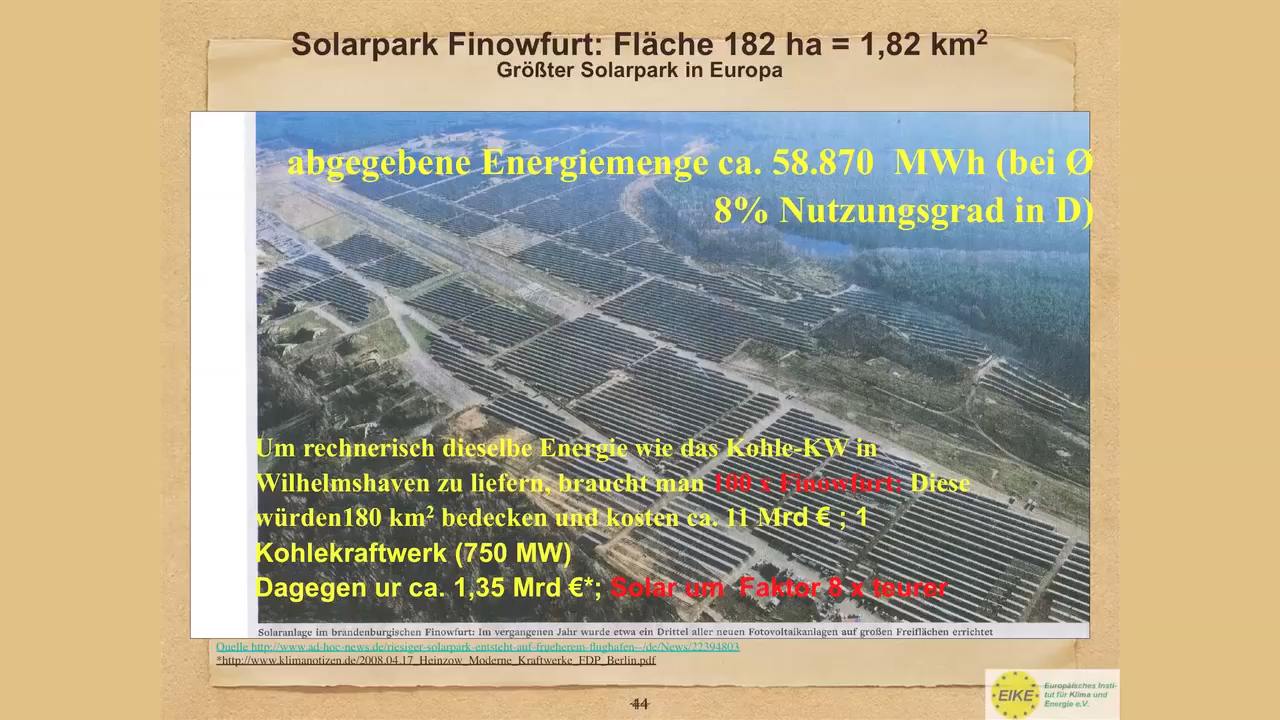 Solarpark Finowfurt: Fläche 182 ha = 1,82 km²
Größter Solarpark in Europa
abgegebene Energiemenge ca. 58.870 MWh (bei Ø
8% Nutzungsgrad in D)
Um rechnerisch dieselbe Energie wie das Kohle-KW in
Wilhelmshaven zu liefern, braucht man 100 x Finowfurt: Diese
würden180 km² bedecken und kosten ca. 11 Mrd € ; 1
Kohlekraftwerk (750 MW)
Dagegen ur ca. 1,35 Mrd €*; Solar um Faktor 8 x teurer
Solaranlage im brandenburgischen Finowfurt: Im vergangenen Jahr wurde etwa ein Drittel aller neuen Fotovoltaikanlagen auf großen Freiflächen errichtet
Quelle http://www.ad-hoc-news.de/riesiger-solarpark-entsteht-auf-frueherem-flughafen--/de/News/22394803
*http://www.klimanotizen.de/2008.04.17_Heinzow_Moderne_Kraftwerke_FDP_Berlin.pdf
44
EIKE
Europäisches Insti-
tut für Klima und
Energie e.V.